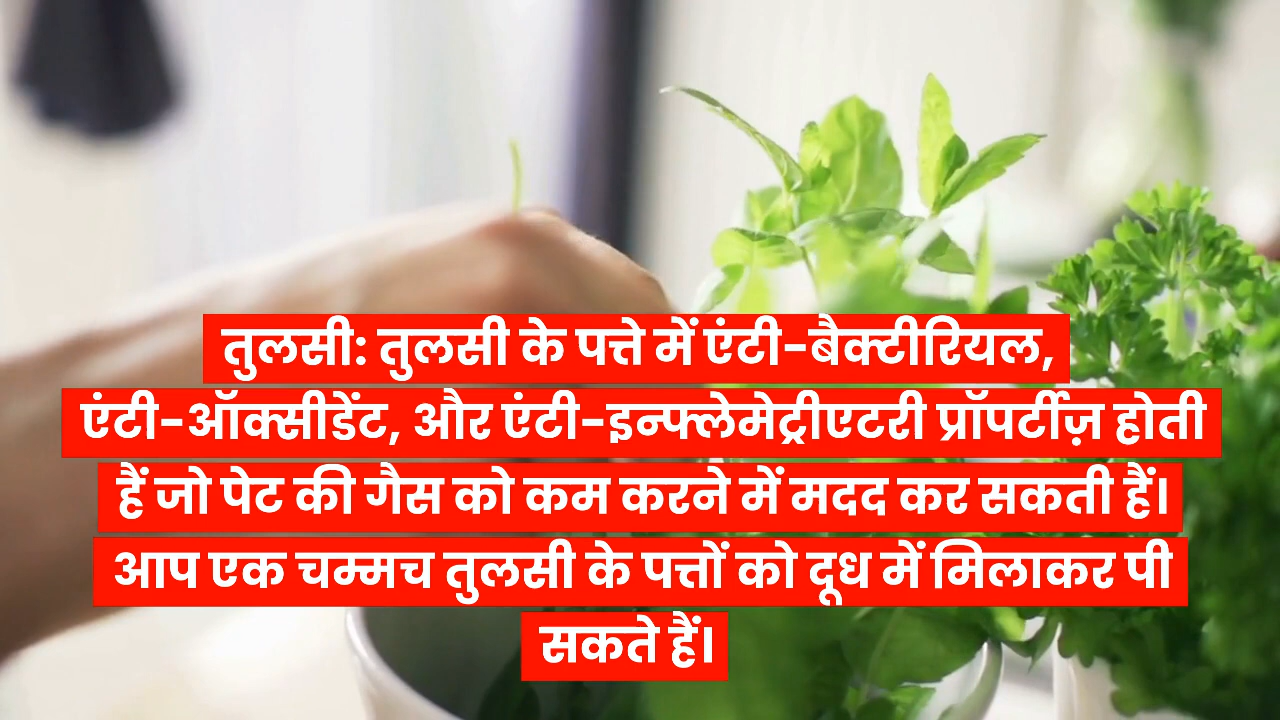 तुलसी: तुलसी के पत्ते में एंटी-बैक्टीरियल,
एंटी-ऑक्सीडेंट, और एंटी-इन्फ्लेमेट्रीएटरी प्रॉपर्टीज़ होती
हैं जो पेट की गैस को कम करने में मदद कर सकती हैं।
आप एक चम्मच तुलसी के पत्तों को दूध में मिलाकर पी
सकते हैं।